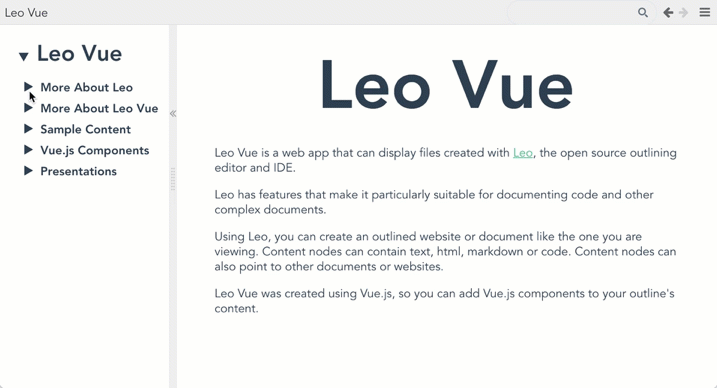 Leo Vue
Leo Vue
More About Leo
More About Leo Vue
Sample Content
Vue.js Components
Presentations
Leo Vue
Leo Vue is a web app that can display files created with Leo, the open source outlining
editor and IDE.
Leo has features that make it particularly suitable for documenting code and other
complex documents.
Using Leo, you can create an outlined website or document like the one you are
viewing. Content nodes can contain text, html, markdown or code. Content nodes can
also point to other documents or websites.
Leo Vue was created using Vue.js, so you can add Vue.js components to your outline's
content.